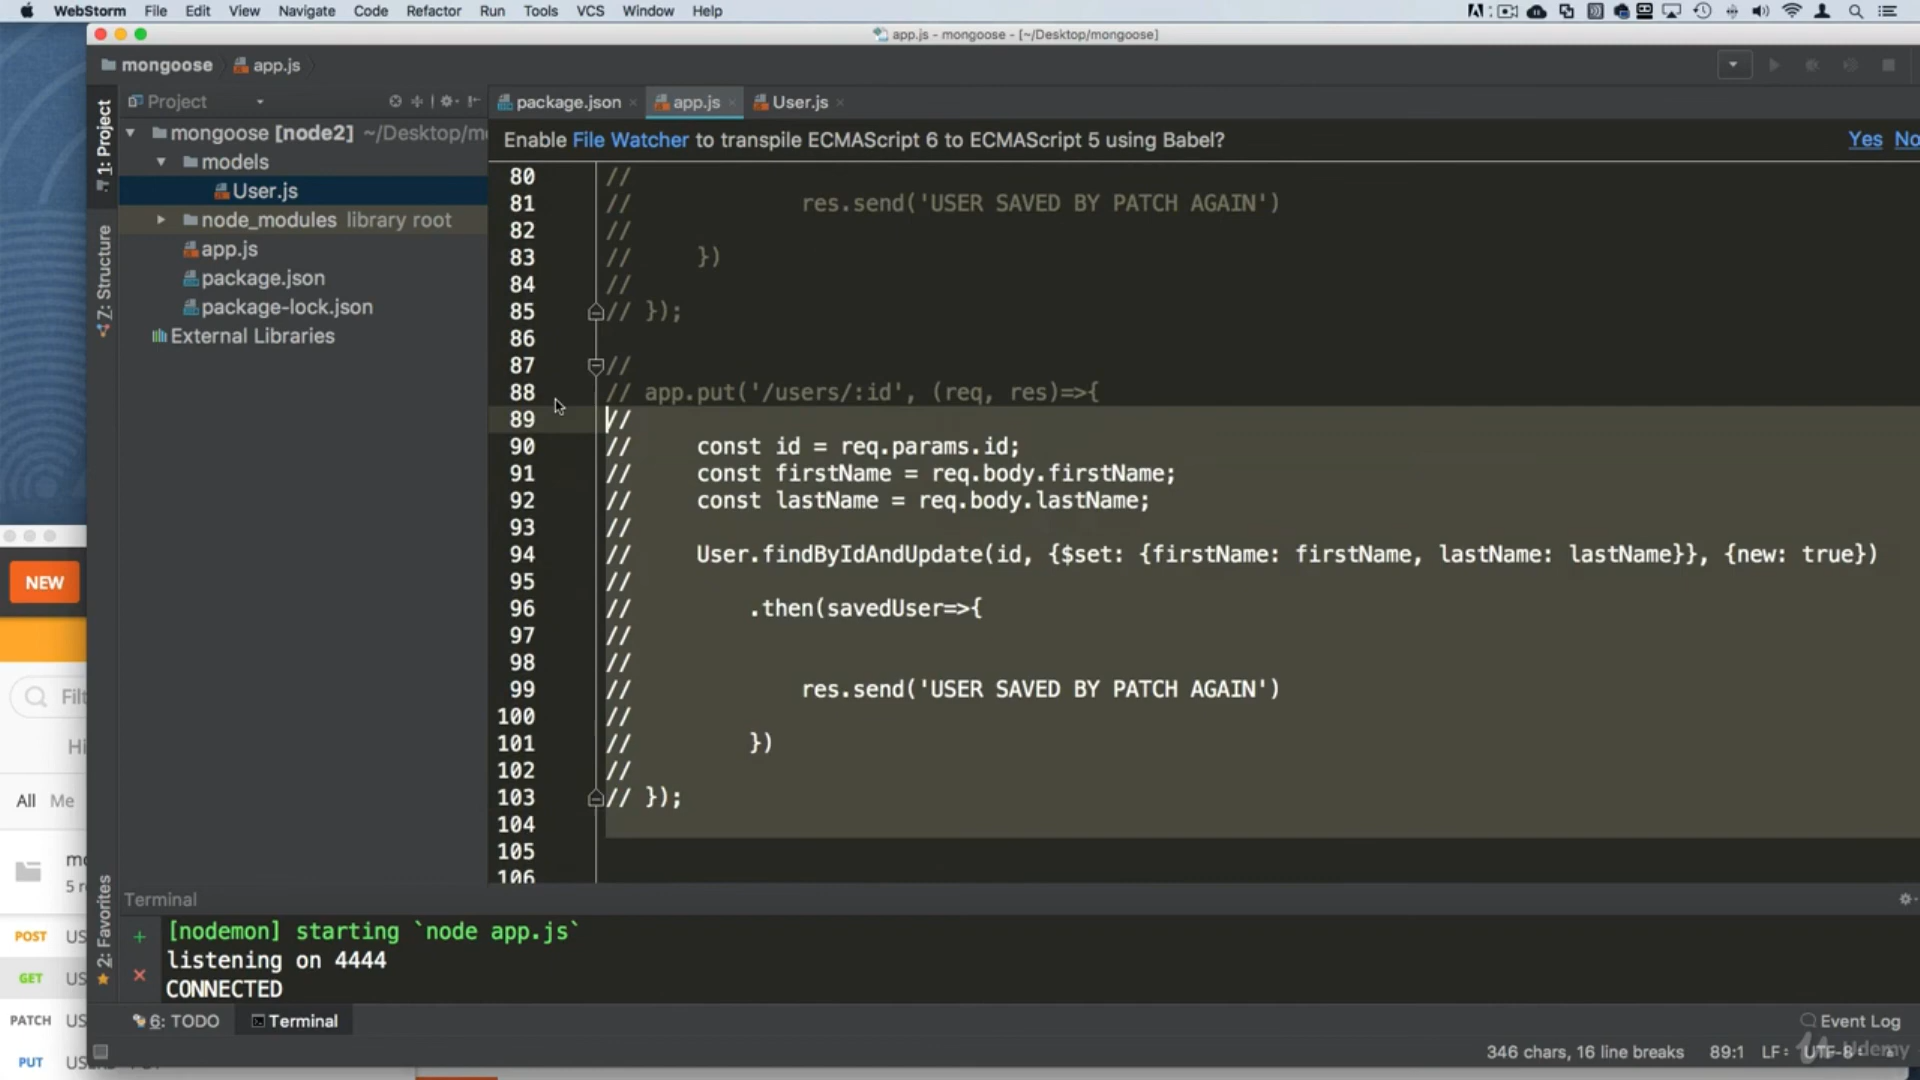 WebStorm File Edit View Navigate Code Refactor Run Tools VCS Window Help
app.js - mongoose - [~/Desktop/mongoose]
mongoose app.js
Project
package.json app.js User.js
1: Project
Z: Structure
2: Favorites
mongoose [node2] ~/Desktop/m
models
User.js
node_modules library root
app.js
package.json
package-lock.json
External Libraries
Enable File Watcher to transpile ECMAScript 6 to ECMAScript 5 using Babel? Yes No
80 //
81 // res.send('USER SAVED BY PATCH AGAIN')
82 //
83 // })
84 //
85 // });
86
87 //
88 // app.put('/users/:id', (req, res)=>{
89 //
90 // const id = req.params.id;
91 // const firstName = req.body.firstName;
92 // const lastName = req.body.lastName;
93 //
94 // User.findByIdAndUpdate(id, {$set: {firstName: firstName, lastName: lastName}}, {new: true})
95 //
96 // .then(savedUser=>{
97 //
98 //
99 // res.send('USER SAVED BY PATCH AGAIN')
100 //
101 // })
102 //
103 // });
104
105
106
NEW
Filt
Hi
All Me
5 r
POST US
GET US
PATCH US
PUT
Terminal
[nodemon] starting `node app.js`
listening on 4444
CONNECTED
6: TODO Terminal
Event Log
346 chars, 16 line breaks 89:1 LF: UTF-8
Udemy